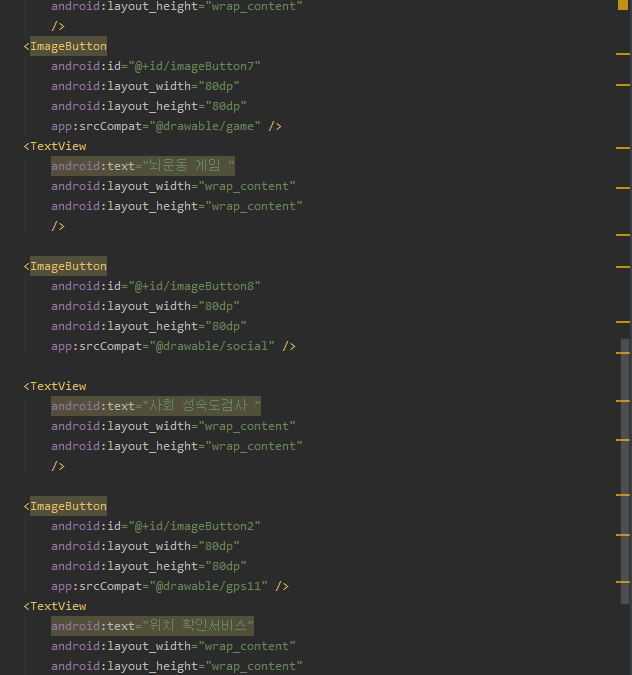 android:layout_height="wrap_content"
/>
<ImageButton
android:id="@+id/imageButton7"
android:layout_width="80dp"
android:layout_height="80dp"
app:srcCompat="@drawable/game" />
<TextView
android:text="뇌운동 게임 "
android:layout_width="wrap_content"
android:layout_height="wrap_content"
/>
<ImageButton
android:id="@+id/imageButton8"
android:layout_width="80dp"
android:layout_height="80dp"
app:srcCompat="@drawable/social" />
<TextView
android:text="사회 성숙도검사 "
android:layout_width="wrap_content"
android:layout_height="wrap_content"
/>
<ImageButton
android:id="@+id/imageButton2"
android:layout_width="80dp"
android:layout_height="80dp"
app:srcCompat="@drawable/gps11" />
<TextView
android:text="위치 확인서비스"
android:layout_width="wrap_content"
android:layout_height="wrap_content"